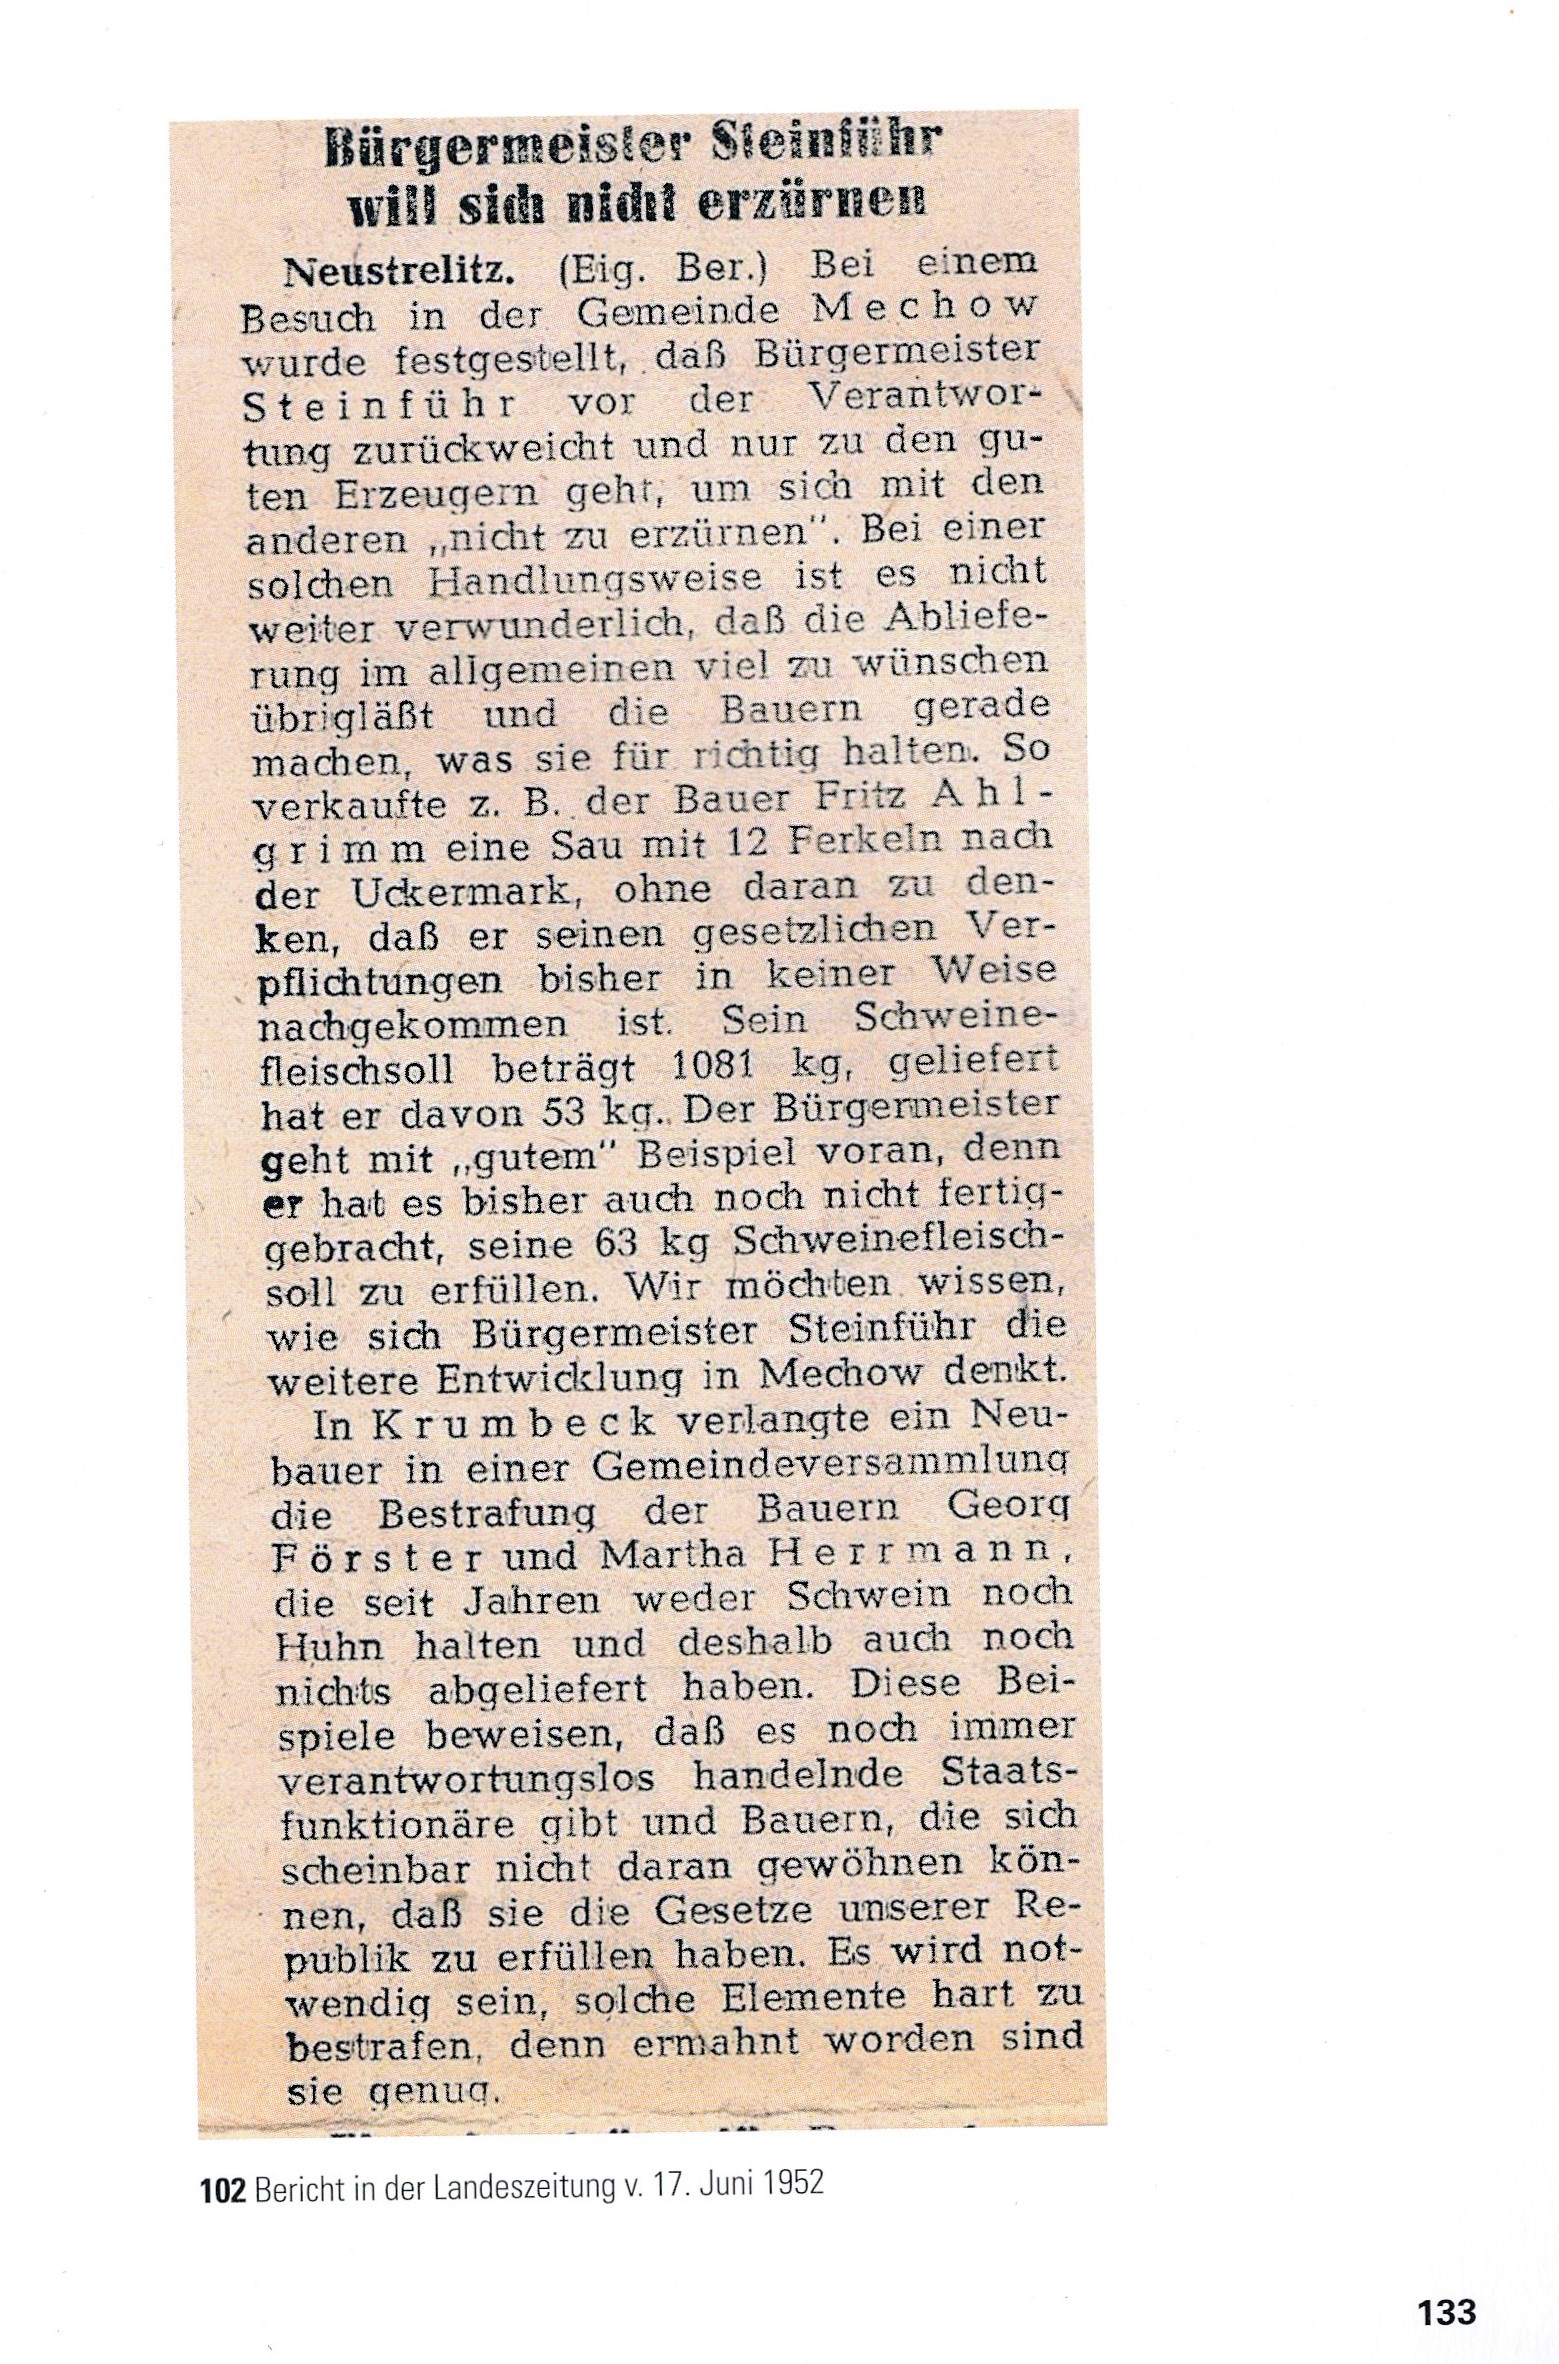 Bürgermeister Steinführ
will sich nicht erzürnen
Neustrelitz. (Eig. Ber.) Bei einem
Besuch in der Gemeinde Mechow
wurde festgestellt, daß Bürgermeister
Steinführ vor der Verantwor-
tung zurückweicht und nur zu den gu-
ten Erzeugern geht, um sich mit den
anderen „nicht zu erzürnen“. Bei einer
solchen Handlungsweise ist es nicht
weiter verwunderlich, daß die Abliefe-
rung im allgemeinen viel zu wünschen
übrigläßt und die Bauern gerade
machen, was sie für richtig halten. So
verkaufte z. B. der Bauer Fritz Ahl-
grimm eine Sau mit 12 Ferkeln nach
der Uckermark, ohne daran zu den-
ken, daß er seinen gesetzlichen Ver-
pflichtungen bisher in keiner Weise
nachgekommen ist. Sein Schweine-
fleischsoll beträgt 1081 kg, geliefert
hat er davon 53 kg. Der Bürgermeister
geht mit „gutem“ Beispiel voran, denn
er hat es bisher auch noch nicht fertig-
gebracht, seine 63 kg Schweinefleisch-
soll zu erfüllen. Wir möchten wissen,
wie sich Bürgermeister Steinführ die
weitere Entwicklung in Mechow denkt.
In Krumbeck verlangte ein Neu-
bauer in einer Gemeindeversammlung
die Bestrafung der Bauern Georg
Förster und Martha Herrmann,
die seit Jahren weder Schwein noch
Huhn halten und deshalb auch noch
nichts abgeliefert haben. Diese Bei-
spiele beweisen, daß es noch immer
verantwortungslos handelnde Staats-
funktionäre gibt und Bauern, die sich
scheinbar nicht daran gewöhnen kön-
nen, daß sie die Gesetze unserer Re-
publik zu erfüllen haben. Es wird not-
wendig sein, solche Elemente hart zu
bestrafen, denn ermahnt worden sind
sie genug.
102 Bericht in der Landeszeitung v. 17. Juni 1952
133